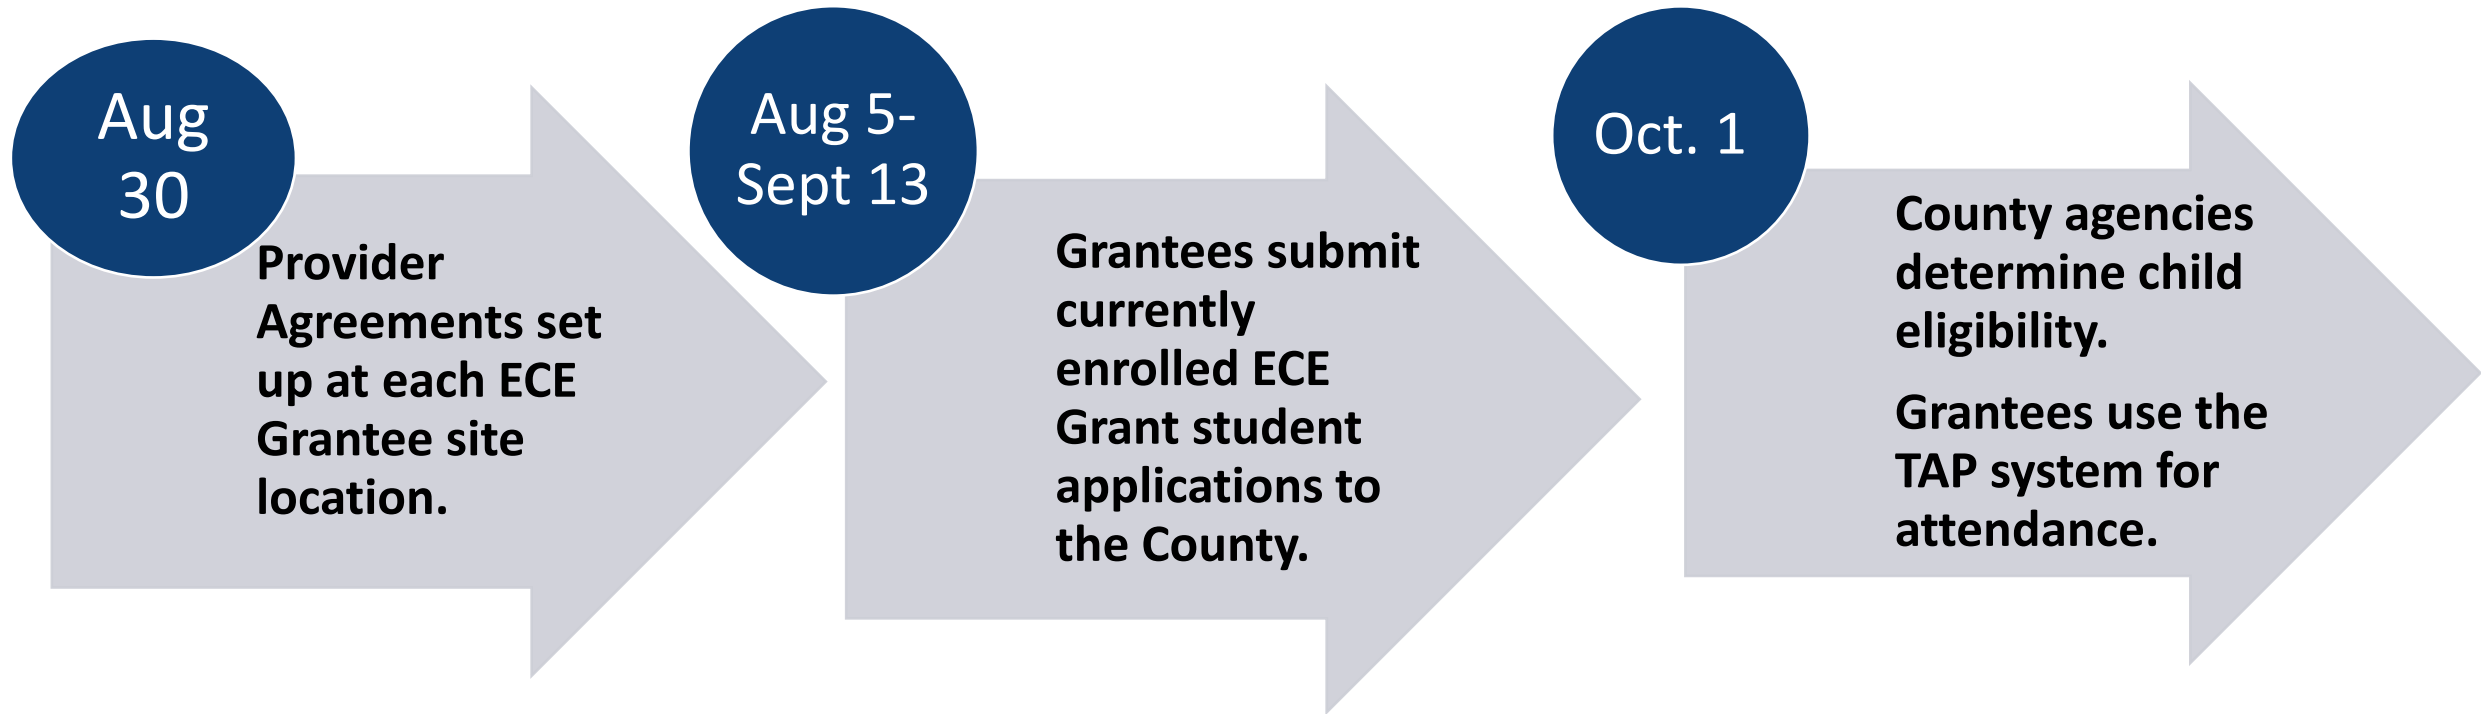 Aug
30
Provider
Agreements set
up at each ECE
Grantee site
location.
Aug 5-
Sept 13
Grantees submit
currently
enrolled ECE
Grant student
applications to
the County.
Oct. 1
County agencies
determine child
eligibility.
Grantees use the
TAP system for
attendance.